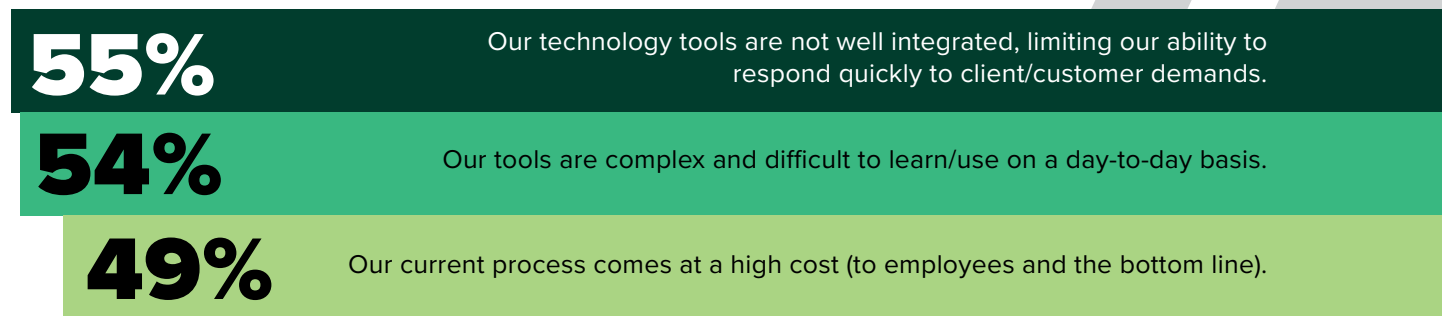 55%
Our technology tools are not well integrated, limiting our ability to
respond quickly to client/customer demands.
54%
Our tools are complex and difficult to learn/use on a day-to-day basis.
49%
Our current process comes at a high cost (to employees and the bottom line).